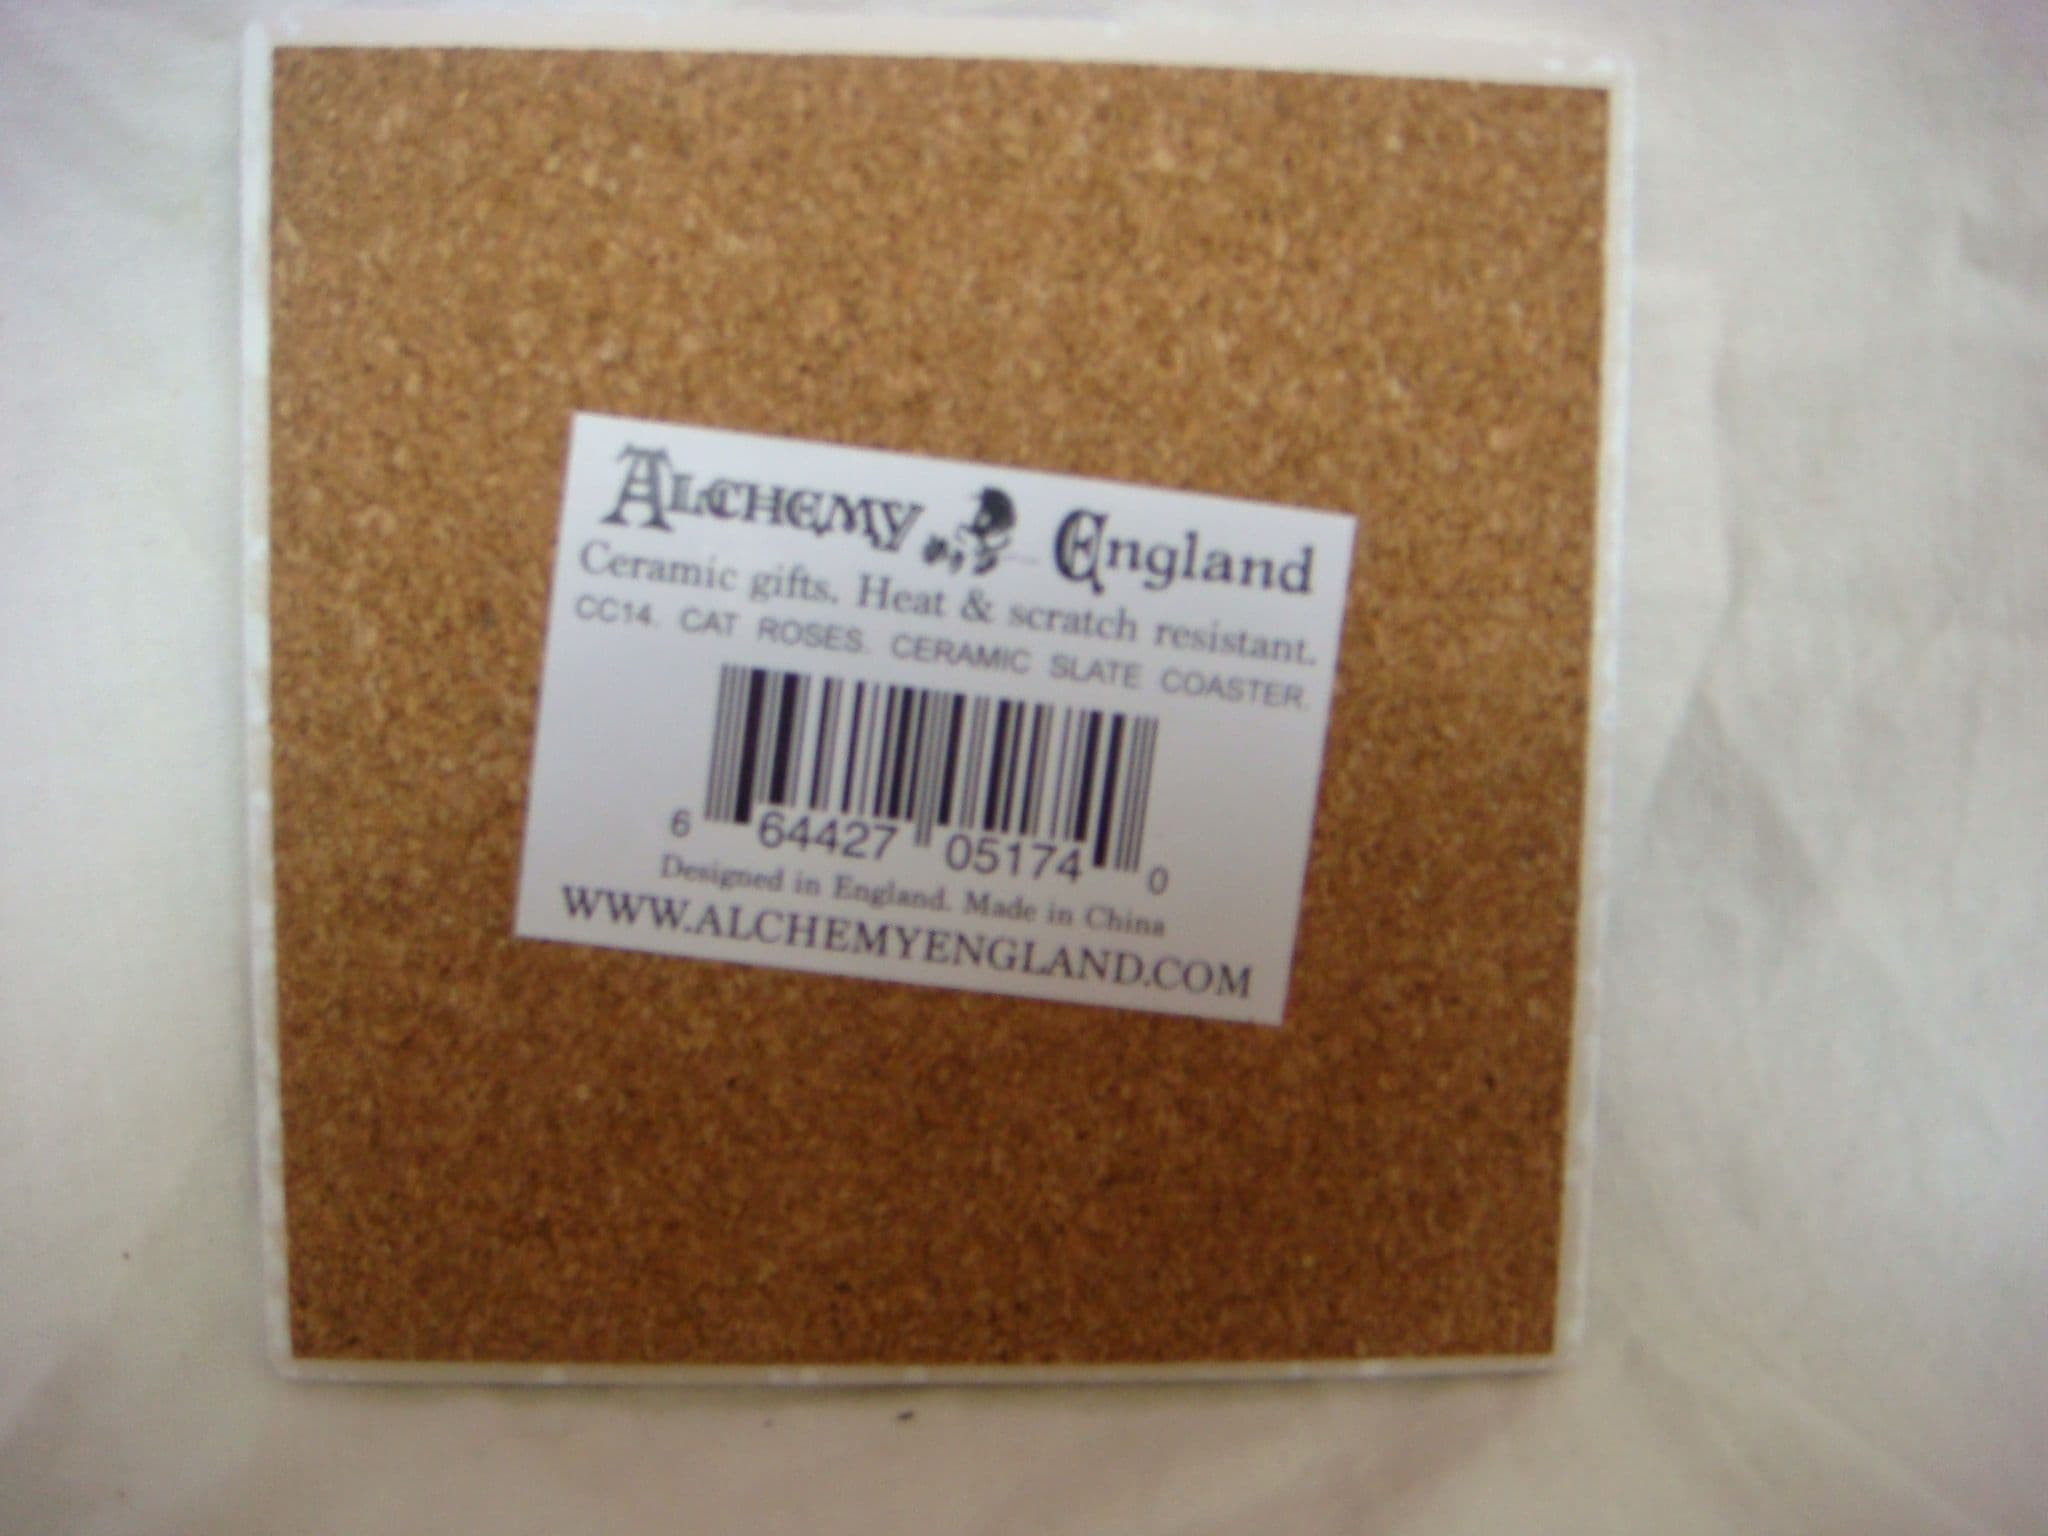 ALCHEMY England
Ceramic gifts. Heat & scratch resistant.
CC14. CAT ROSES. CERAMIC SLATE COASTER.
6 64427 05174 0
Designed in England. Made in China
WWW.ALCHEMYENGLAND.COM